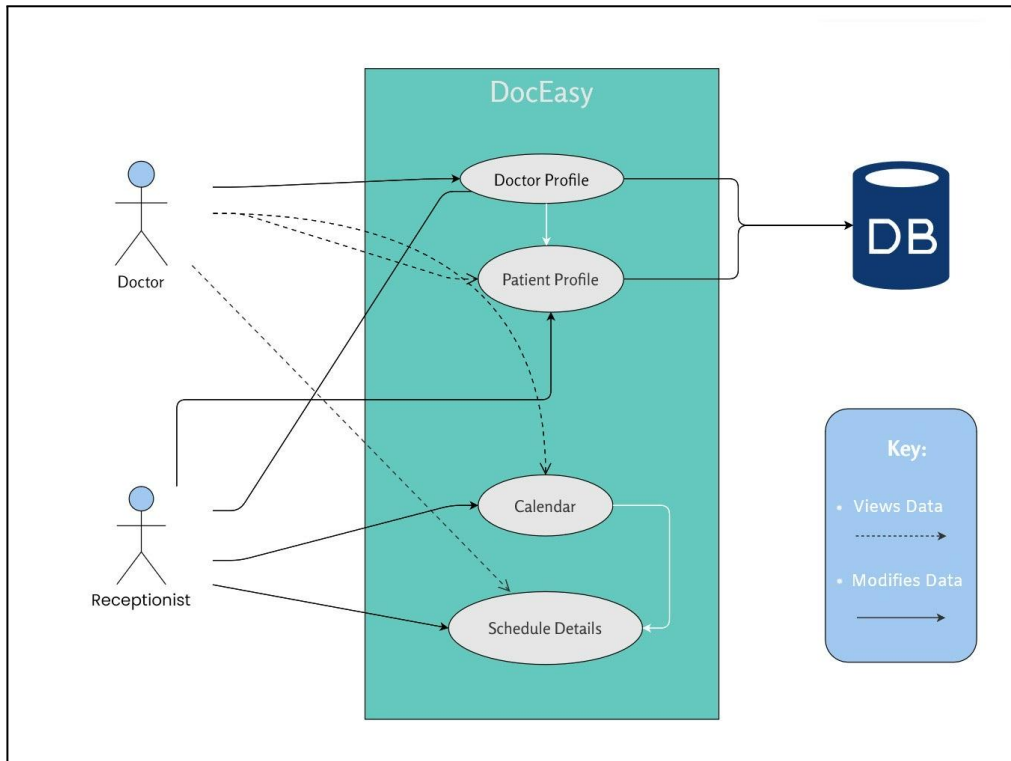 DocEasy
Doctor Profile
DB
Patient Profile
Doctor
Key:
Views Data
Calendar
Modifies Data
Receptionist
Schedule Details